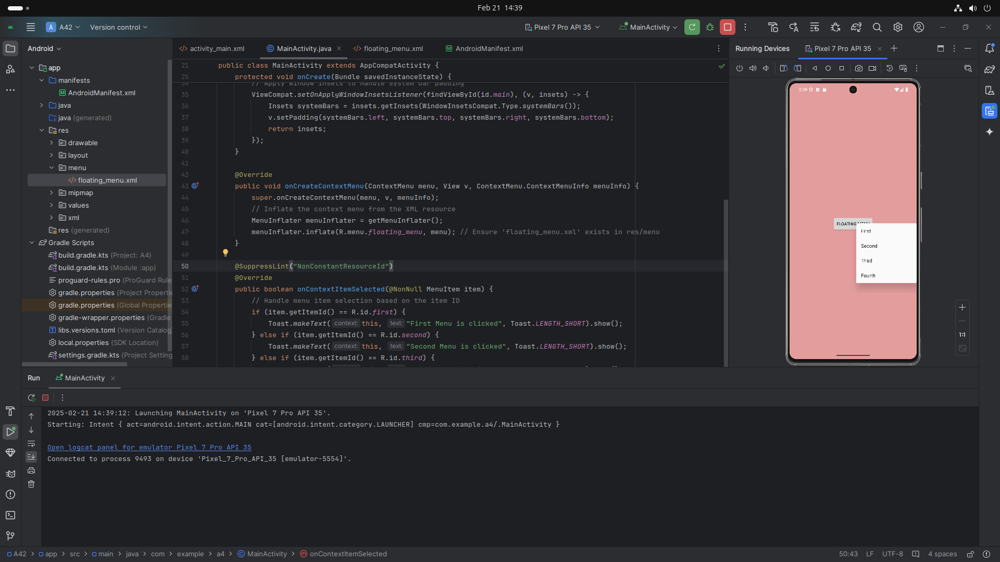 Feb 21 14:39
A A42 Version control
Pixel 7 Pro API 35 MainActivity
Android
activity_main.xml MainActivity.java floating_menu.xml AndroidManifest.xml
Running Devices Pixel 7 Pro API 35
app
manifests
AndroidManifest.xml
java
java (generated)
res
drawable
layout
menu
floating_menu.xml
mipmap
values
xml
res (generated)
Gradle Scripts
build.gradle.kts (Project: A4)
build.gradle.kts (Module :app)
proguard-rules.pro (ProGuard Rule
gradle.properties (Project Properti
gradle.properties (Global Propertie
gradle-wrapper.properties (Gradle
libs.versions.toml (Version Catalog
local.properties (SDK Location)
settings.gradle.kts (Project Setting
21 public class MainActivity extends AppCompatActivity {
25 protected void onCreate(Bundle savedInstanceState) {
34 // Apply window insets to handle system bar padding
35 ViewCompat.setOnApplyWindowInsetsListener(findViewById(id.main), (v, insets) -> {
36 Insets systemBars = insets.getInsets(WindowInsetsCompat.Type.systemBars());
37 v.setPadding(systemBars.left, systemBars.top, systemBars.right, systemBars.bottom);
38 return insets;
39 });
40 }
41
42 @Override
43 public void onCreateContextMenu(ContextMenu menu, View v, ContextMenu.ContextMenuInfo menuInfo) {
44 super.onCreateContextMenu(menu, v, menuInfo);
45 // Inflate the context menu from the XML resource
46 MenuInflater menuInflater = getMenuInflater();
47 menuInflater.inflate(R.menu.floating_menu, menu); // Ensure 'floating_menu.xml' exists in res/menu
48 }
49
50 @SuppressLint("NonConstantResourceId")
51 @Override
52 public boolean onContextItemSelected(@NonNull MenuItem item) {
53 // Handle menu item selection based on the item ID
54 if (item.getItemId() == R.id.first) {
55 Toast.makeText( context: this, text: "First Menu is clicked", Toast.LENGTH_SHORT).show();
56 } else if (item.getItemId() == R.id.second) {
57 Toast.makeText( context: this, text: "Second Menu is clicked", Toast.LENGTH_SHORT).show();
58 } else if (item.getItemId() == R.id.third) {
2:39
FLOATING MENU
First
Second
Third
Fourth
1:1
Run MainActivity
2025-02-21 14:39:12: Launching MainActivity on 'Pixel 7 Pro API 35'.
Starting: Intent { act=android.intent.action.MAIN cat=[android.intent.category.LAUNCHER] cmp=com.example.a4/.MainActivity }
Open logcat panel for emulator Pixel 7 Pro API 35
Connected to process 9493 on device 'Pixel_7_Pro_API_35 [emulator-5554]'.
A42 > app > src > main > java > com > example > a4 > MainActivity > onContextItemSelected
50:43 LF UTF-8 4 spaces